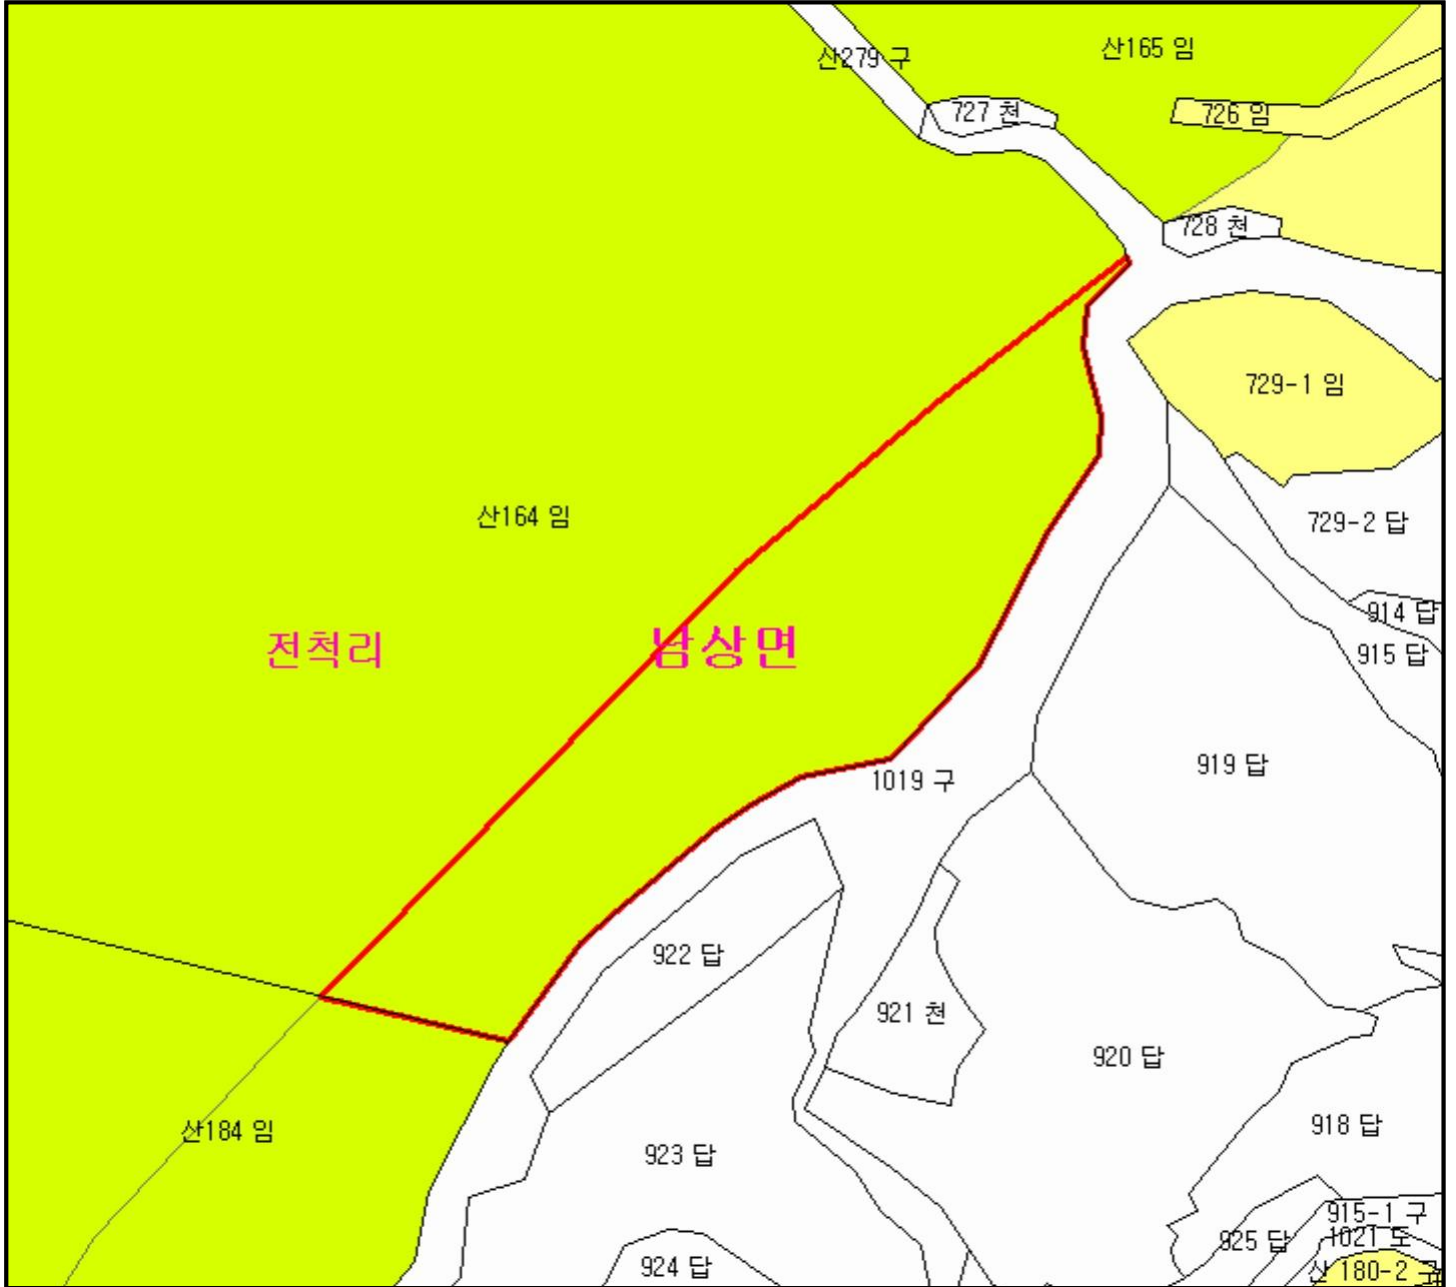 산165 임
산279 구
727 천
726 임
728 천
729-1 임
산164 임
729-2 답
914 답
915 답
전척리
남상면
919 답
1019 구
922 답
921 천
920 답
산184 임
918 답
923 답
915-1 구
1021 도
925 답
924 답
산 180-2